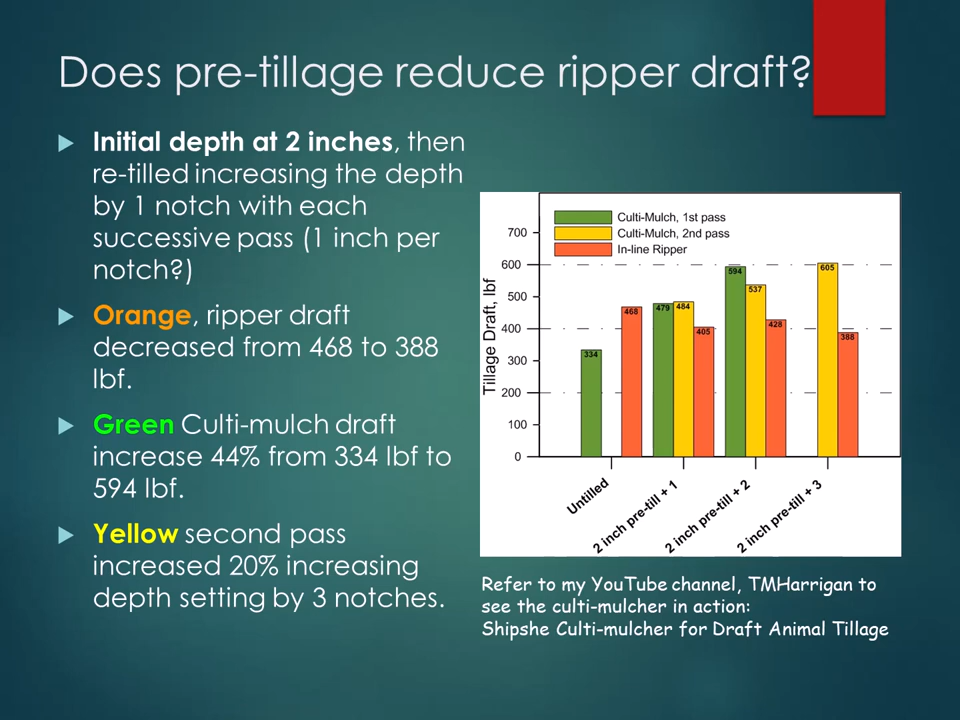 Does pre-tillage reduce ripper draft?
Initial depth at 2 inches, then
re-tilled increasing the depth
by 1 notch with each
successive pass (1 inch per
notch?)
Orange, ripper draft
decreased from 468 to 388
lbf.
Green Culti-mulch draft
increase 44% from 334 lbf to
594 lbf.
Yellow second pass
increased 20% increasing
depth setting by 3 notches.
Culti-Mulch, 1st pass
Culti-Mulch, 2nd pass
In-line Ripper
Tillage Draft, lbf
700
600
500
400
300
200
100
0
334
468
479
484
405
594
537
428
605
388
Untilled
2 inch pre-till + 1
2 inch pre-till + 2
2 inch pre-till + 3
Refer to my YouTube channel, TMHarrigan to
see the culti-mulcher in action:
Shipshe Culti-mulcher for Draft Animal Tillage